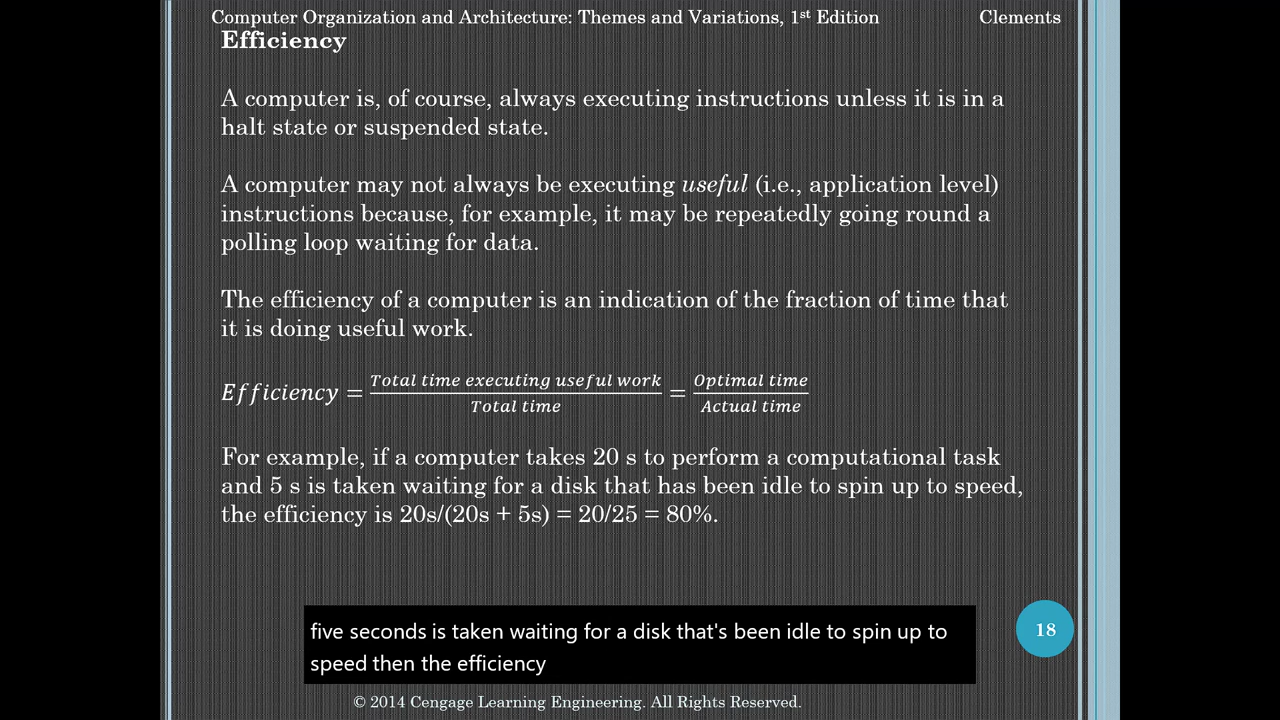 Computer Organization and Architecture: Themes and Variations, 1st Edition Clements
Efficiency
A computer is, of course, always executing instructions unless it is in a
halt state or suspended state.
A computer may not always be executing useful (i.e., application level)
instructions because, for example, it may be repeatedly going round a
polling loop waiting for data.
The efficiency of a computer is an indication of the fraction of time that
it is doing useful work.
Efficiency = Total time executing useful work / Total time = Optimal time / Actual time
For example, if a computer takes 20 s to perform a computational task
and 5 s is taken waiting for a disk that has been idle to spin up to speed,
the efficiency is 20s/(20s + 5s) = 20/25 = 80%.
five seconds is taken waiting for a disk that's been idle to spin up to
speed then the efficiency
18
© 2014 Cengage Learning Engineering. All Rights Reserved.